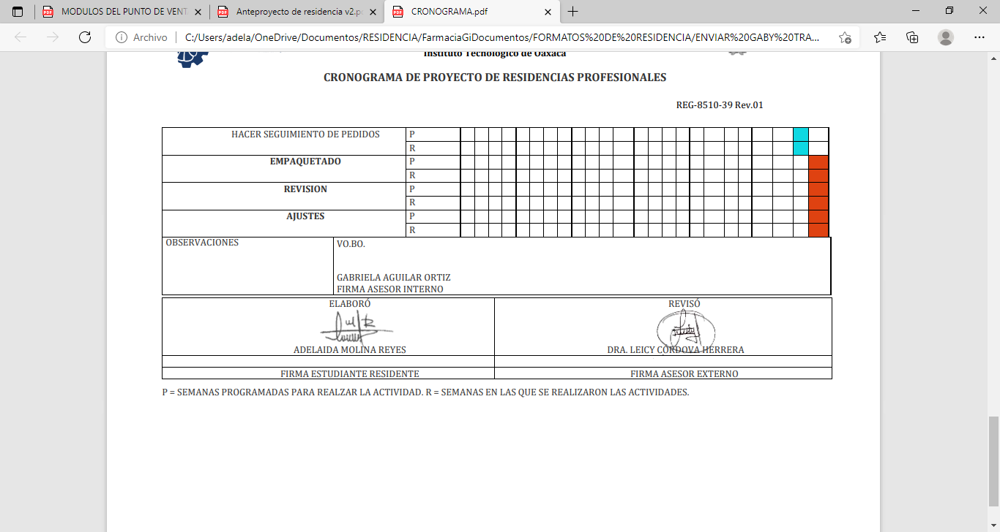 MODULOS DEL PUNTO DE VENT
Anteproyecto de residencia v2.p
CRONOGRAMA.pdf
Archivo
C:/Users/adela/OneDrive/Documentos/RESIDENCIA/FarmaciaGiDocumentos/FORMATOS%20DE%20RESIDENCIA/ENVIAR%20GABY%20TRA...
Instituto Tecnológico de Oaxaca
CRONOGRAMA DE PROYECTO DE RESIDENCIAS PROFESIONALES
REG-8510-39 Rev.01
HACER SEGUIMIENTO DE PEDIDOS P
R
EMPAQUETADO P
R
REVISION P
R
AJUSTES P
R
OBSERVACIONES
VO.BO.
GABRIELA AGUILAR ORTIZ
FIRMA ASESOR INTERNO
ELABORÓ
ADELAIDA MOLINA REYES
FIRMA ESTUDIANTE RESIDENTE
REVISÓ
DRA. LEICY CÓRDOVA HERRERA
FIRMA ASESOR EXTERNO
P = SEMANAS PROGRAMADAS PARA REALZAR LA ACTIVIDAD. R = SEMANAS EN LAS QUE SE REALIZARON LAS ACTIVIDADES.